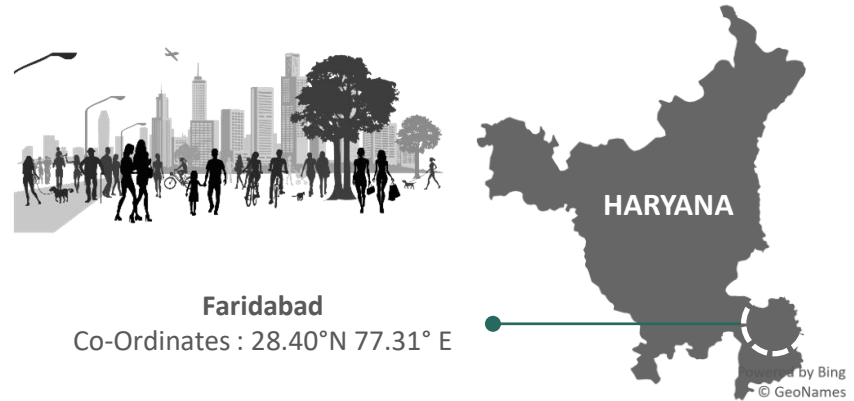 HARYANA
Faridabad
Co-Ordinates : 28.40°N 77.31° E
Powered by Bing
© GeoNames